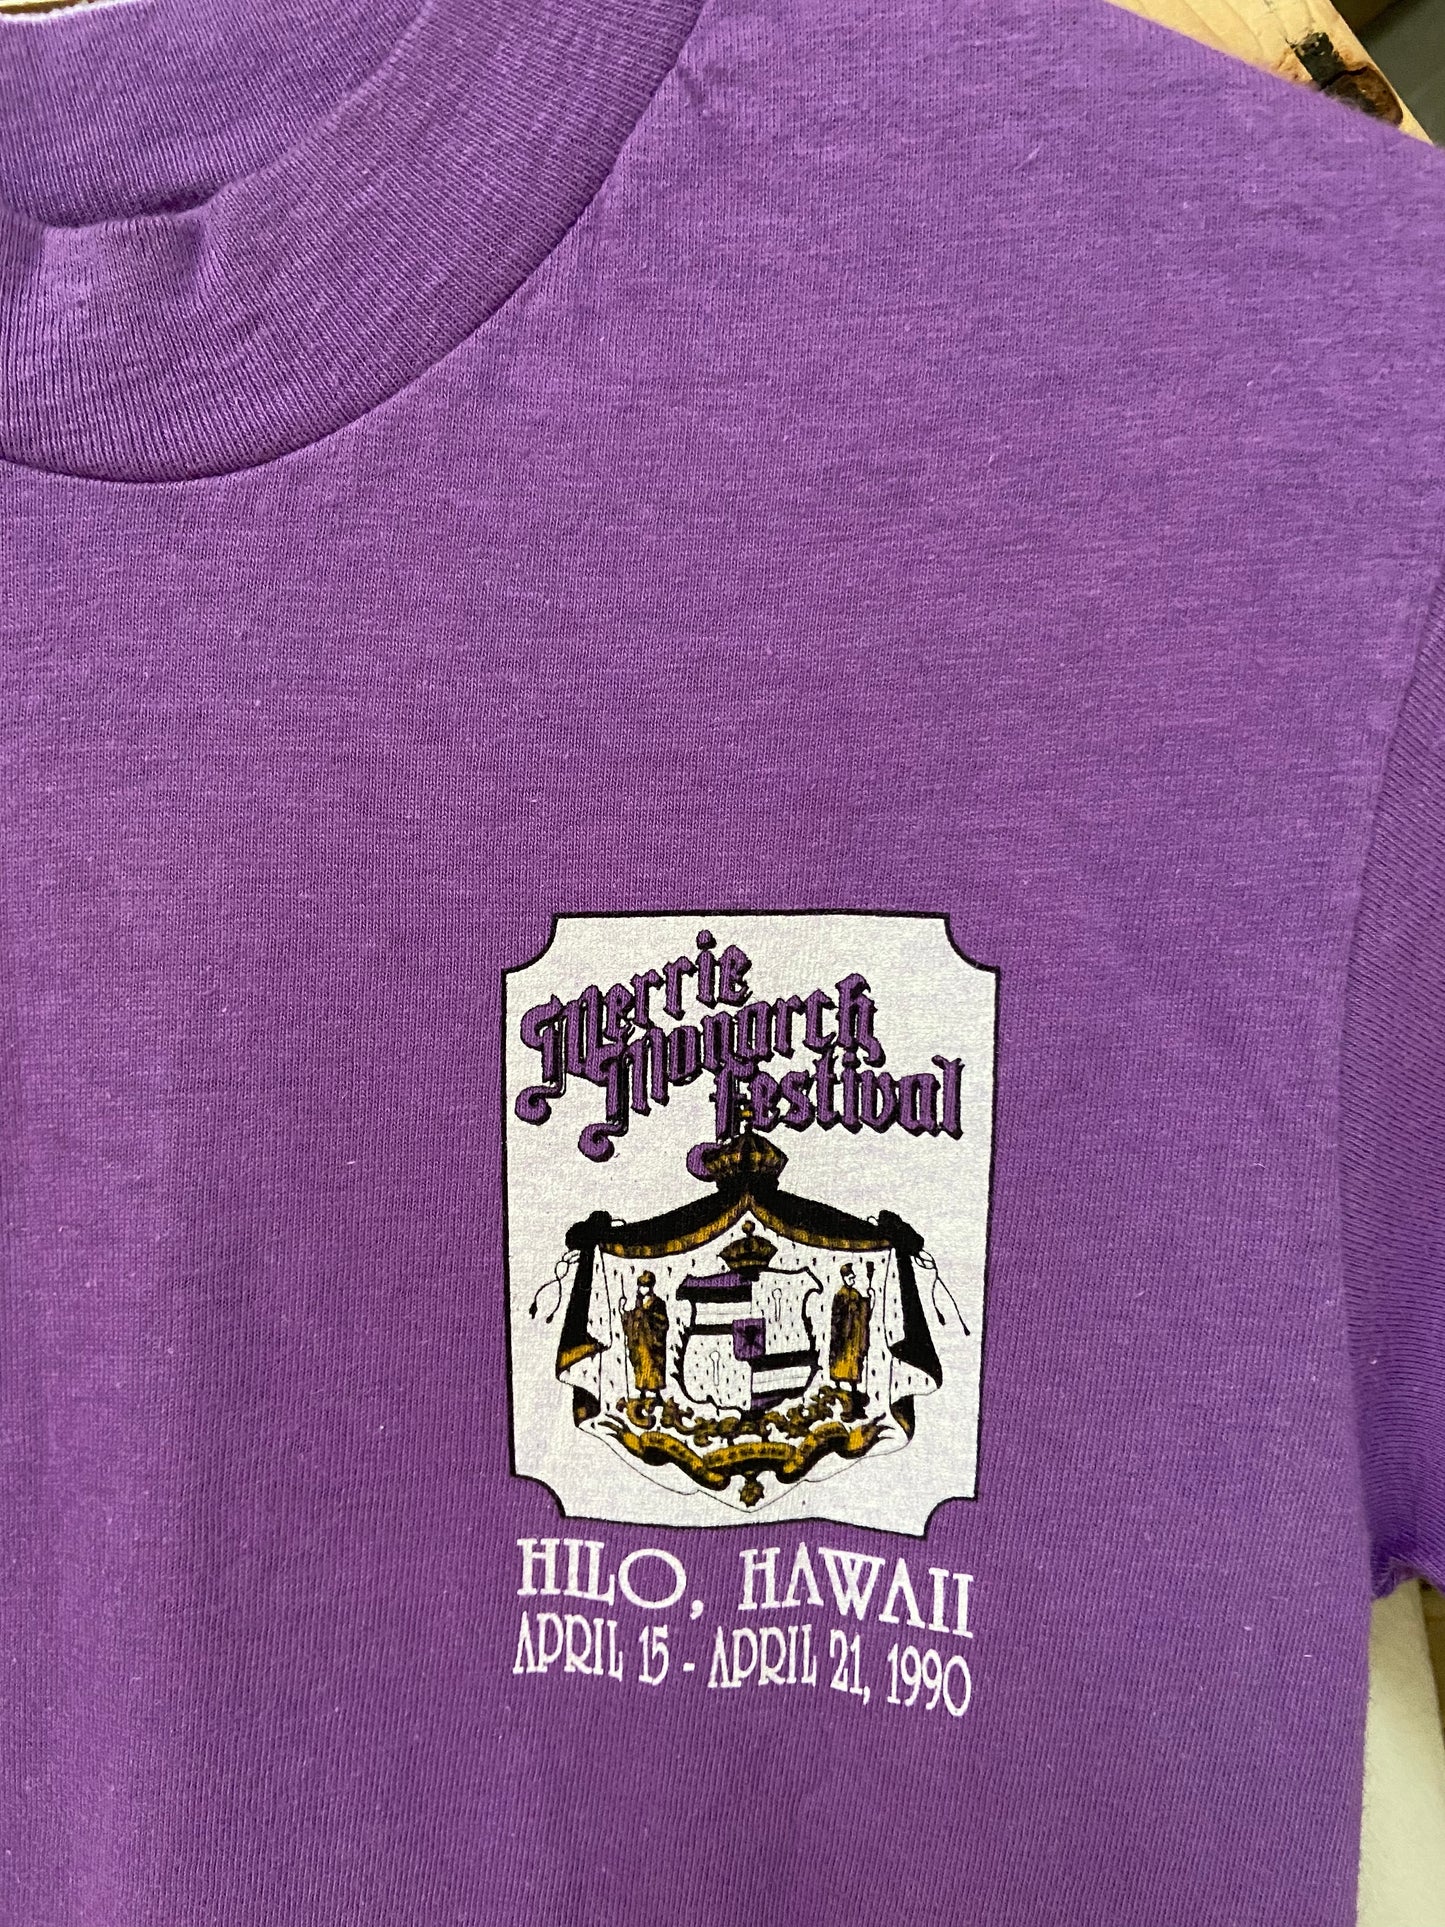 Merrie
Monarch
Festival
HILO, HAWAII
APRIL 15 - APRIL 21, 1990